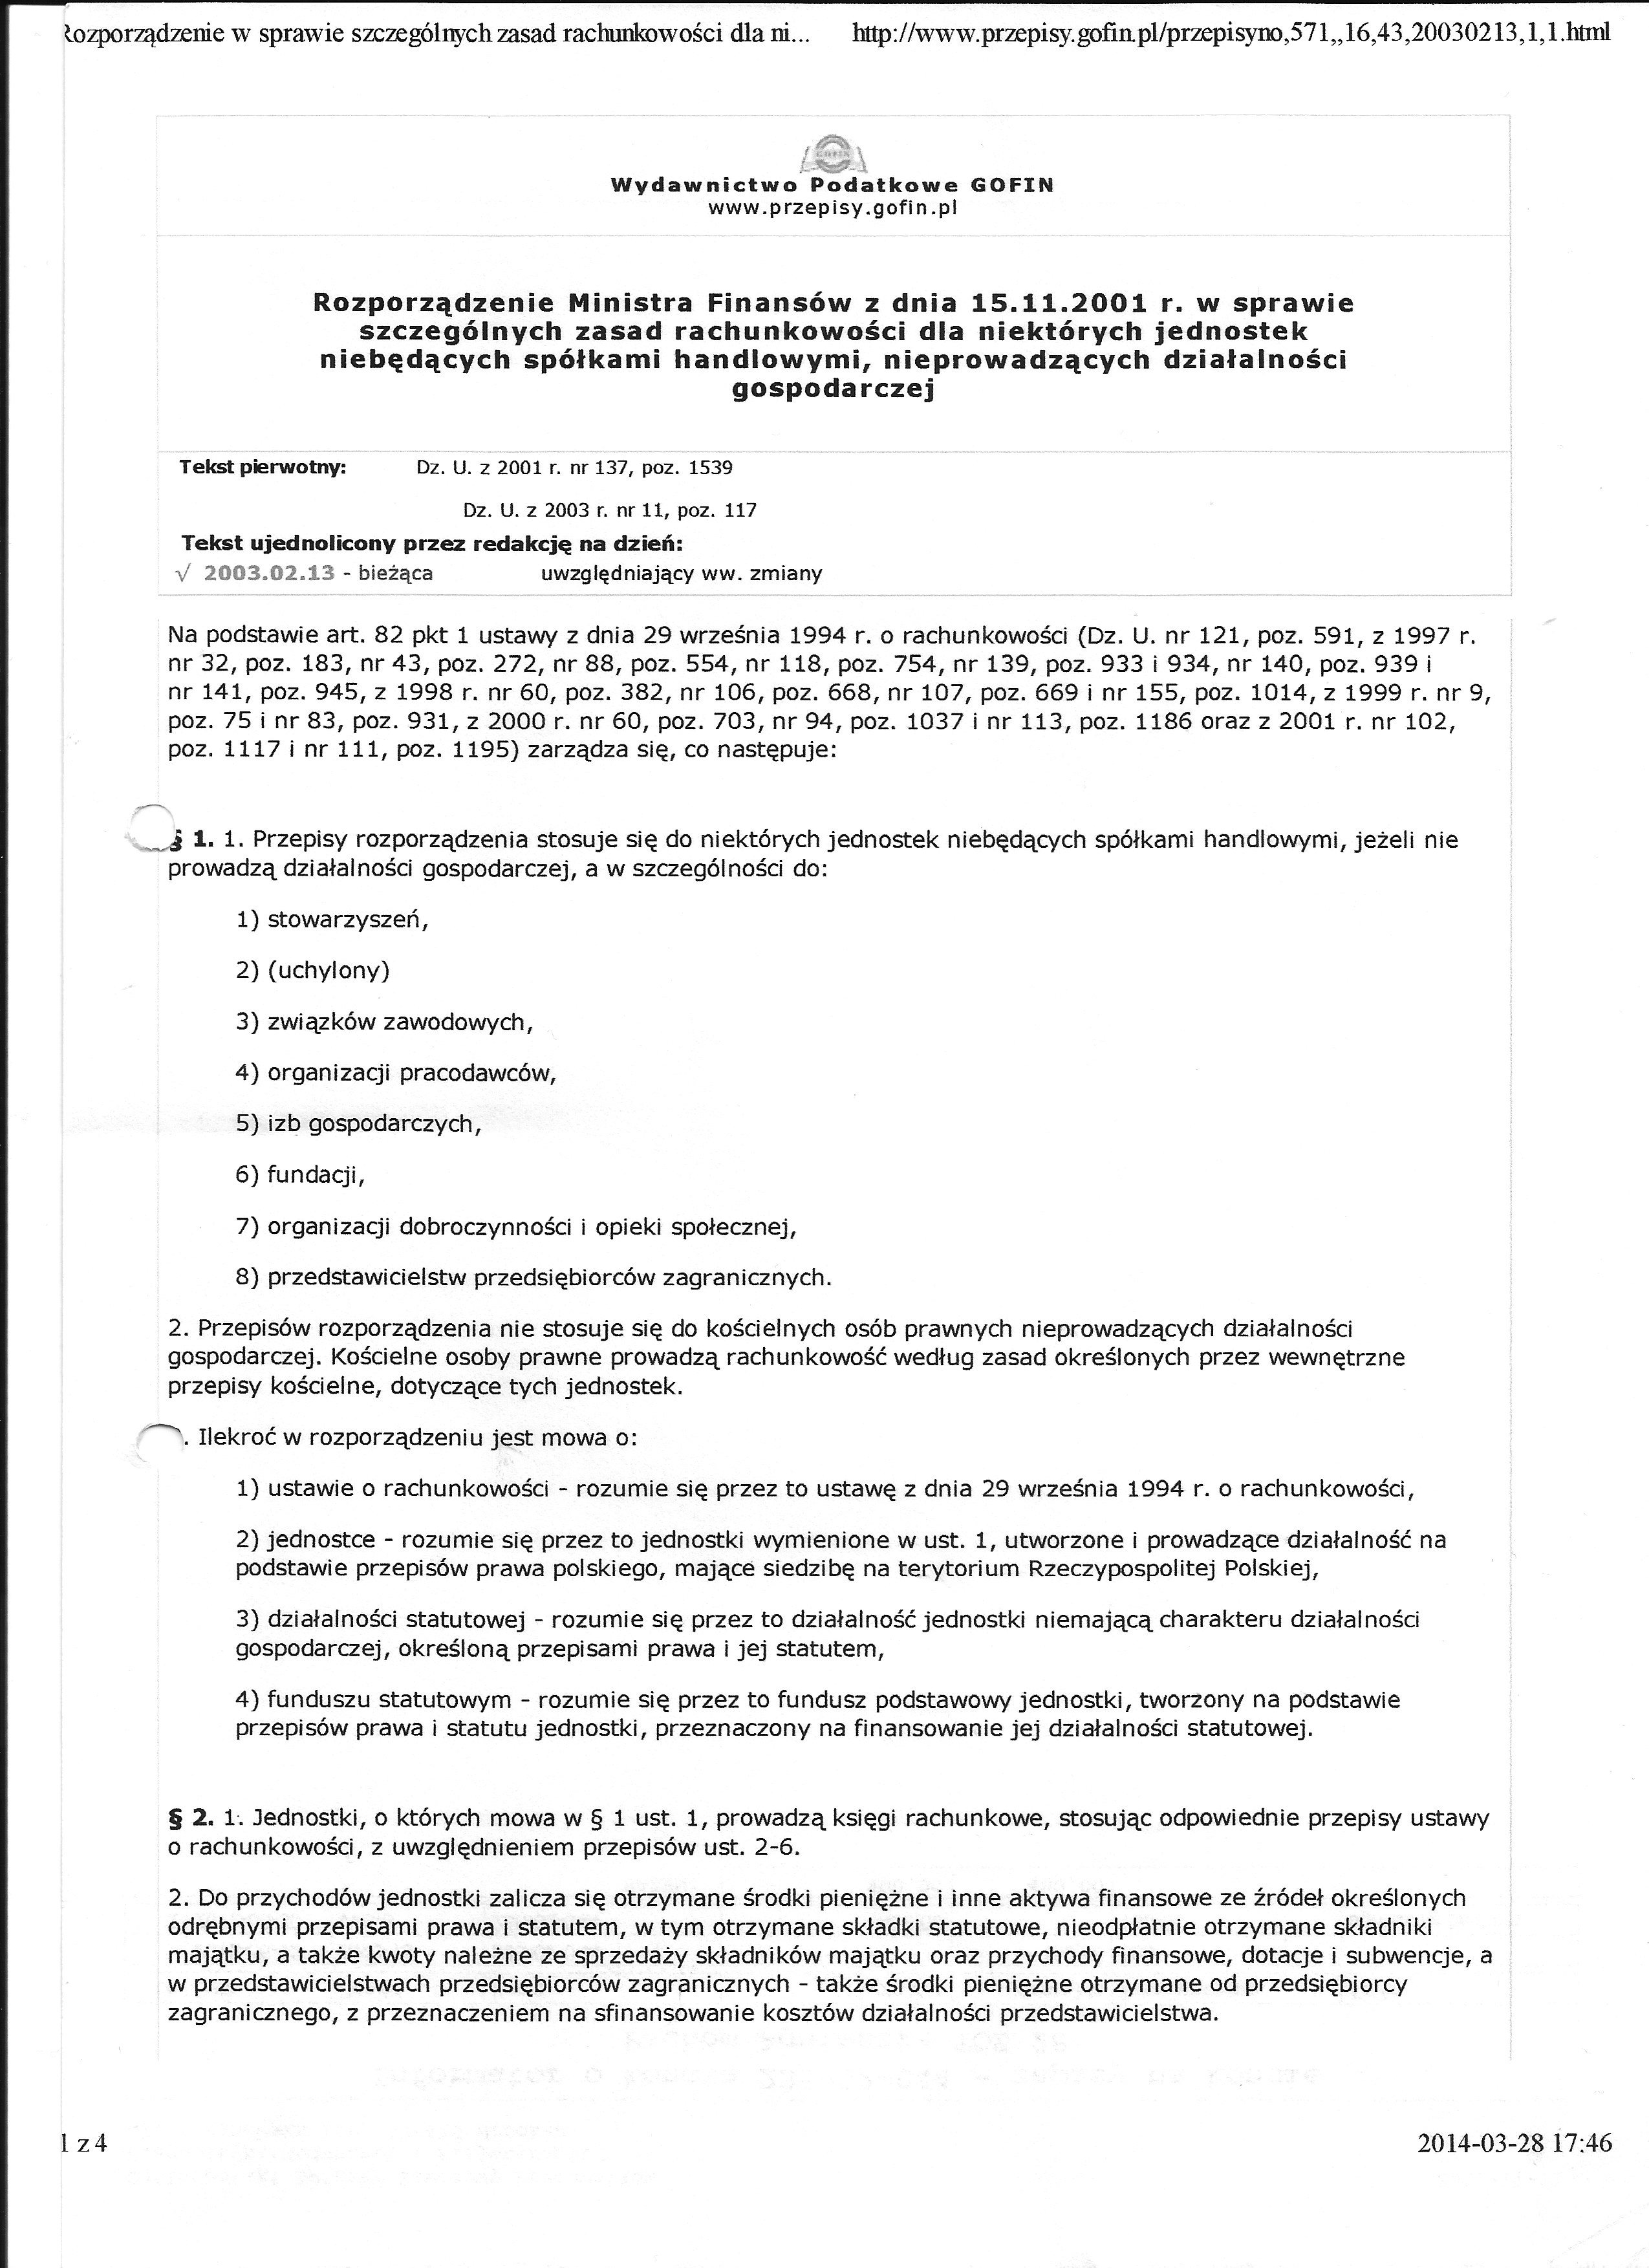 Rozporządzenie w sprawie szczególnych zasad rachunkowości dla ni... http://www.przepisy.gofin.pl/przepisyno,571,,16,43,20030213,1,1.html
GOFIN
Wydawnictwo Podatkowe GOFIN
www.przepisy.gofin.pl
Rozporządzenie Ministra Finansów z dnia 15.11.2001 r. w sprawie
szczególnych zasad rachunkowości dla niektórych jednostek
niebędących spółkami handlowymi, nieprowadzących działalności
gospodarczej
Tekst pierwotny: Dz. U. z 2001 r. nr 137, poz. 1539
Dz. U. z 2003 r. nr 11, poz. 117
Tekst ujednolicony przez redakcję na dzień:
√ 2003.02.13 - bieżąca uwzględniający ww. zmiany
Na podstawie art. 82 pkt 1 ustawy z dnia 29 września 1994 r. o rachunkowości (Dz. U. nr 121, poz. 591, z 1997 r.
nr 32, poz. 183, nr 43, poz. 272, nr 88, poz. 554, nr 118, poz. 754, nr 139, poz. 933 i 934, nr 140, poz. 939 i
nr 141, poz. 945, z 1998 r. nr 60, poz. 382, nr 106, poz. 668, nr 107, poz. 669 i nr 155, poz. 1014, z 1999 r. nr 9,
poz. 75 i nr 83, poz. 931, z 2000 r. nr 60, poz. 703, nr 94, poz. 1037 i nr 113, poz. 1186 oraz z 2001 r. nr 102,
poz. 1117 i nr 111, poz. 1195) zarządza się, co następuje:
§ 1. 1. Przepisy rozporządzenia stosuje się do niektórych jednostek niebędących spółkami handlowymi, jeżeli nie
prowadzą działalności gospodarczej, a w szczególności do:
1) stowarzyszeń,
2) (uchylony)
3) związków zawodowych,
4) organizacji pracodawców,
5) izb gospodarczych,
6) fundacji,
7) organizacji dobroczynności i opieki społecznej,
8) przedstawicielstw przedsiębiorców zagranicznych.
2. Przepisów rozporządzenia nie stosuje się do kościelnych osób prawnych nieprowadzących działalności
gospodarczej. Kościelne osoby prawne prowadzą rachunkowość według zasad określonych przez wewnętrzne
przepisy kościelne, dotyczące tych jednostek.
. Ilekroć w rozporządzeniu jest mowa o:
1) ustawie o rachunkowości - rozumie się przez to ustawę z dnia 29 września 1994 r. o rachunkowości,
2) jednostce - rozumie się przez to jednostki wymienione w ust. 1, utworzone i prowadzące działalność na
podstawie przepisów prawa polskiego, mające siedzibę na terytorium Rzeczypospolitej Polskiej,
3) działalności statutowej - rozumie się przez to działalność jednostki niemającą charakteru działalności
gospodarczej, określoną przepisami prawa i jej statutem,
4) funduszu statutowym - rozumie się przez to fundusz podstawowy jednostki, tworzony na podstawie
przepisów prawa i statutu jednostki, przeznaczony na finansowanie jej działalności statutowej.
§ 2. 1. Jednostki, o których mowa w § 1 ust. 1, prowadzą księgi rachunkowe, stosując odpowiednie przepisy ustawy
o rachunkowości, z uwzględnieniem przepisów ust. 2-6.
2. Do przychodów jednostki zalicza się otrzymane środki pieniężne i inne aktywa finansowe ze źródeł określonych
odrębnymi przepisami prawa i statutem, w tym otrzymane składki statutowe, nieodpłatnie otrzymane składniki
majątku, a także kwoty należne ze sprzedaży składników majątku oraz przychody finansowe, dotacje i subwencje, a
w przedstawicielstwach przedsiębiorców zagranicznych - także środki pieniężne otrzymane od przedsiębiorcy
zagranicznego, z przeznaczeniem na sfinansowanie kosztów działalności przedstawicielstwa.
1 z 4 2014-03-28 17:46